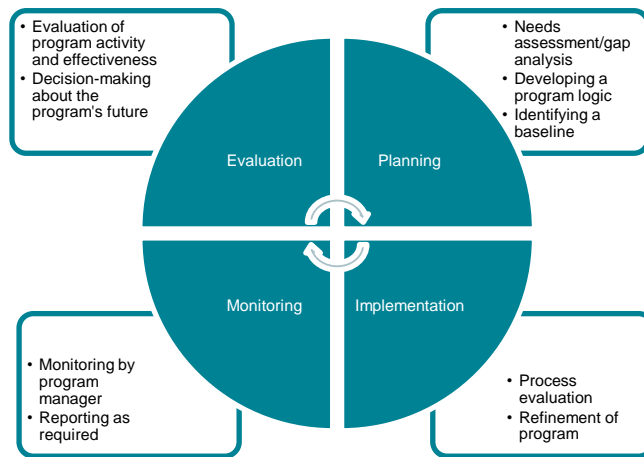 • Evaluation of
program activity
and effectiveness
• Decision-making
about the
program's future
• Needs
assessment/gap
analysis
• Developing a
program logic
• Identifying a
baseline
Evaluation
Planning
Monitoring
Implementation
• Monitoring by
program
manager
• Reporting as
required
• Process
evaluation
• Refinement of
program